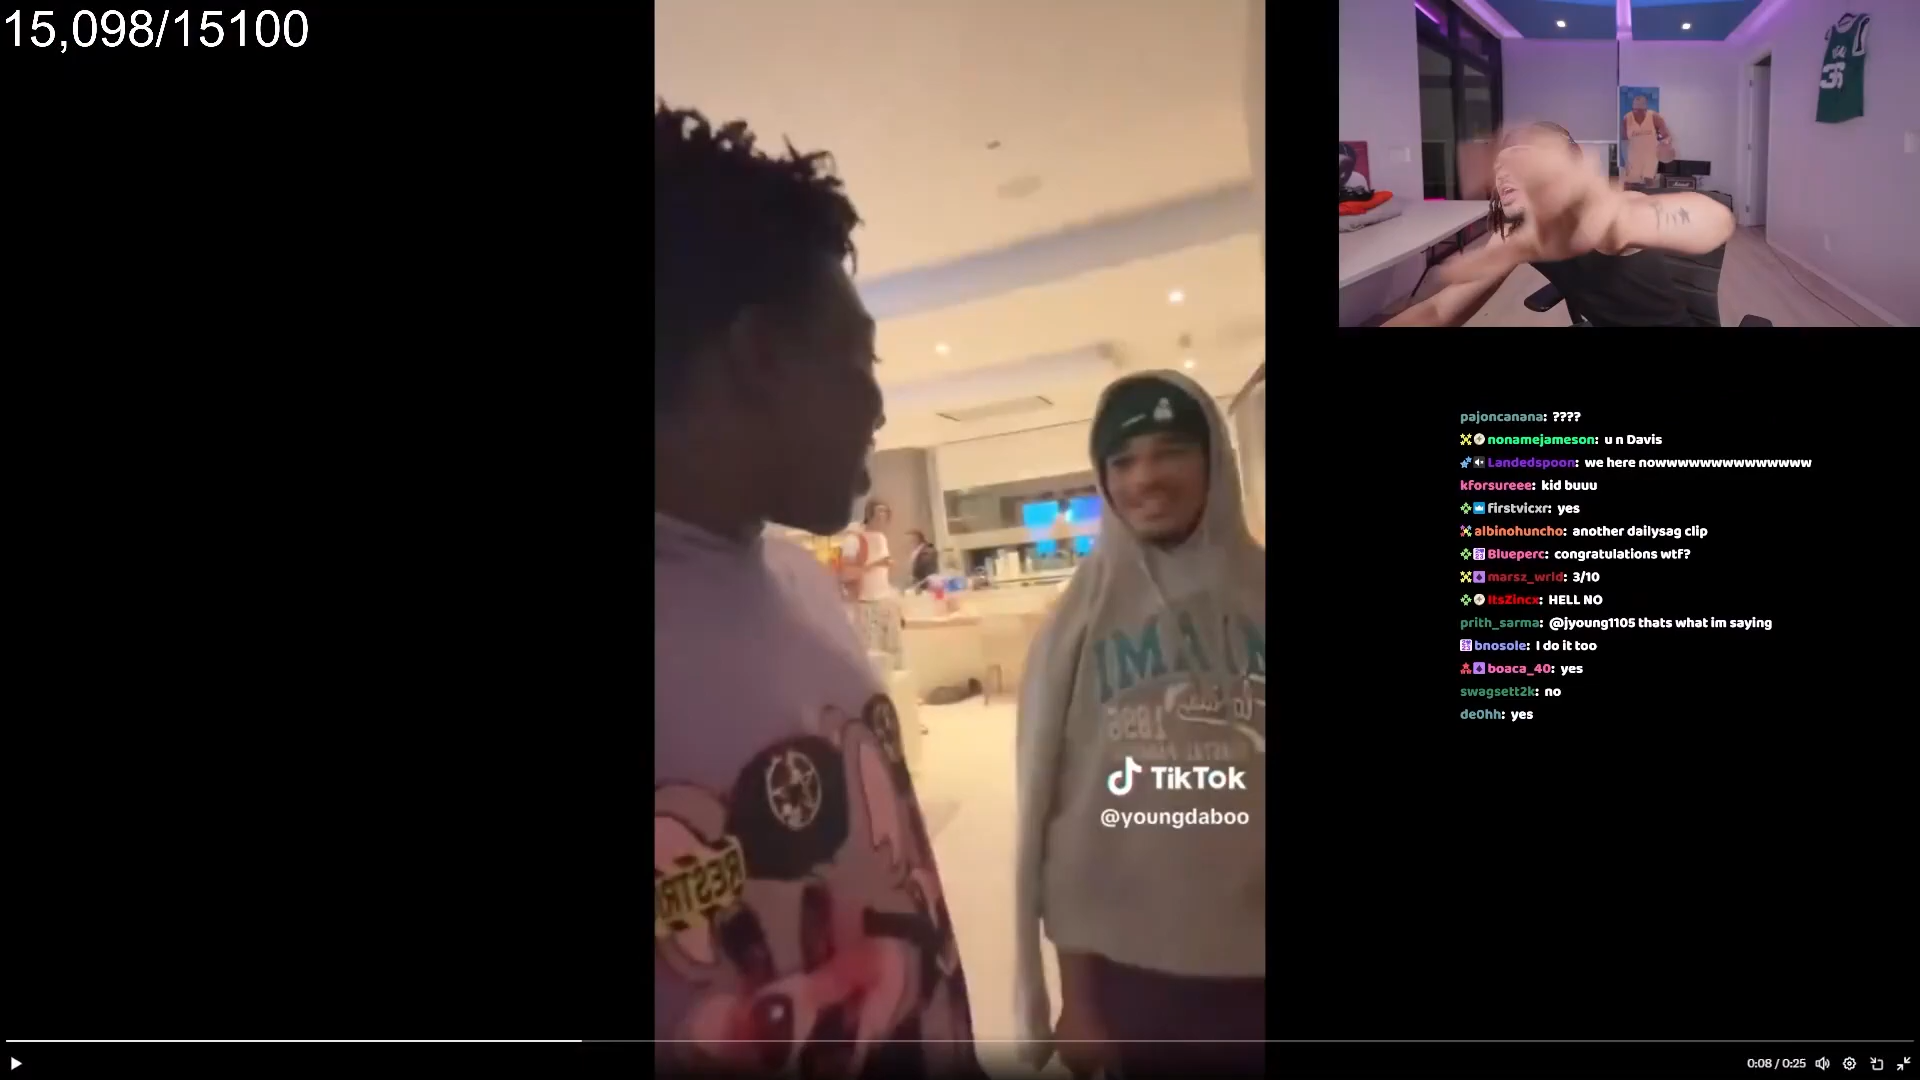 15,098/15100
36
pajoncanana: ????
nonamejameson: u n Davis
Landedspoon: we here nowwwwwwwwwwwwwww
kforsureee: kid buuu
firstvicxr: yes
albinohuncho: another dailysag clip
Blueperc: congratulations wtf?
marsz_wrld: 3/10
ItsZincx: HELL NO
prith_sarma: @jyoung1105 thats what im saying
bnosole: I do it too
boaca_40: yes
swagsett2k: no
de0hh: yes
1898
TikTok
@youngdaboo
0:08 / 0:25